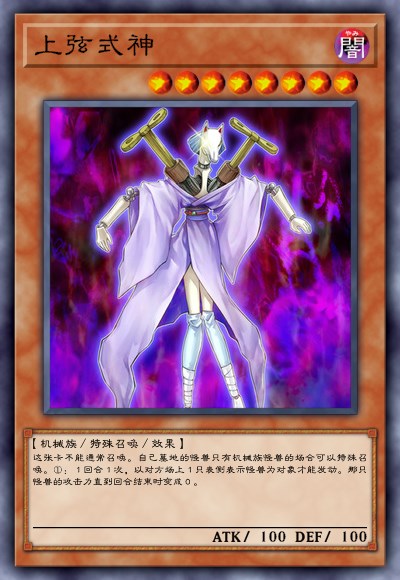 上弦式神
やみ
闇
【机械族／特殊召唤／效果】
这张卡不能通常召唤。自己墓地的怪兽只有机械族怪兽的场合可以特殊召
唤。①：1回合1次，以对方场上1只表侧表示怪兽为对象才能发动。那只
怪兽的攻击力直到回合结束时变成0。
ATK/ 100 DEF/ 100